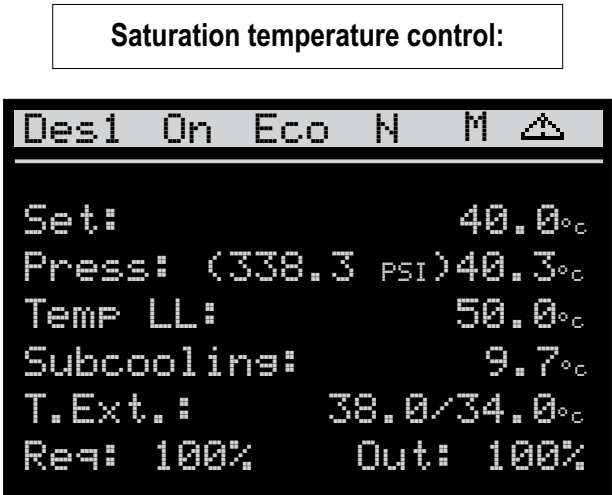 Saturation temperature control:
Des1 On Eco N M
Set: 40.0°c
Press: (338.3 PSI)40.3°c
Temp LL: 50.0°c
Subcooling: 9.7°c
T.Ext.: 38.0/34.0°c
Req: 100% Out: 100%